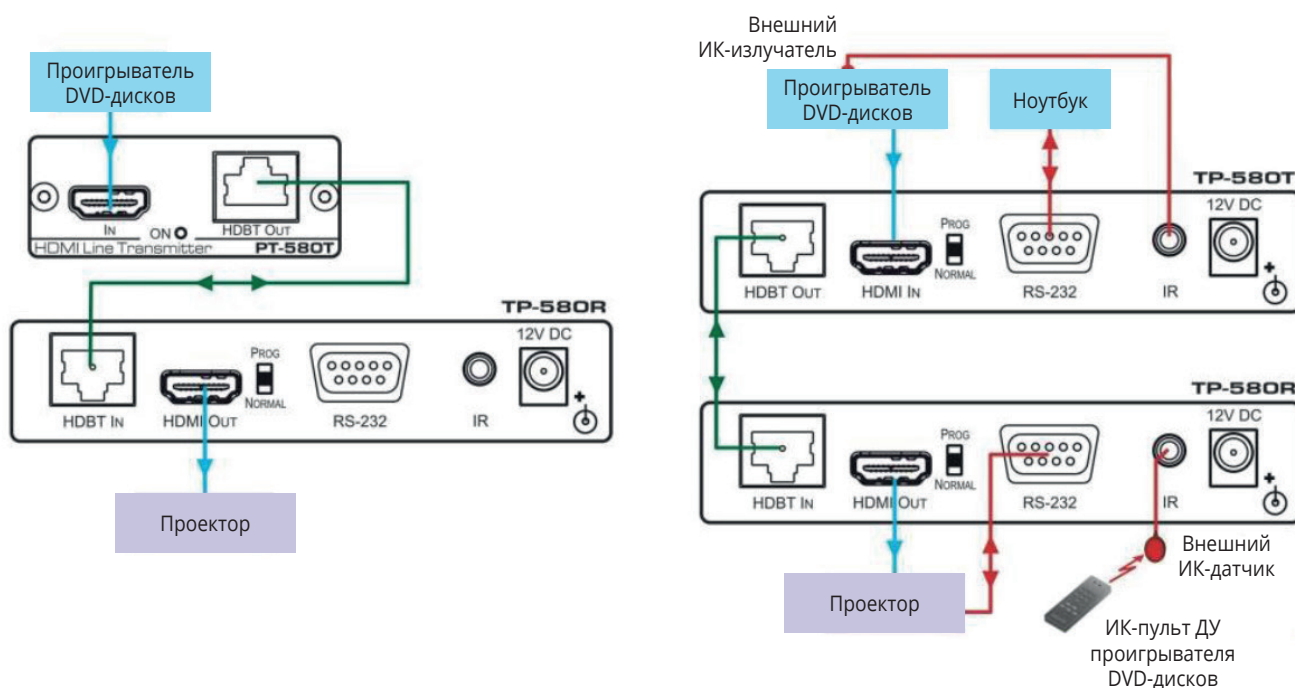 Проигрыватель
DVD-дисков
IN
ON
HDBT OUT
HDMI Line Transmitter
PT-580T
TP-580R
12V DC
PROG
NORMAL
+
HDBT IN
HDMI OUT
RS-232
IR
Проектор
Внешний
ИК-излучатель
Проигрыватель
DVD-дисков
Ноутбук
TP-580T
12V DC
PROG
NORMAL
+
HDBT OUT
HDMI IN
RS-232
IR
TP-580R
12V DC
PROG
NORMAL
+
HDBT IN
HDMI OUT
RS-232
IR
Внешний
ИК-датчик
Проектор
ИК-пульт ДУ
проигрывателя
DVD-дисков